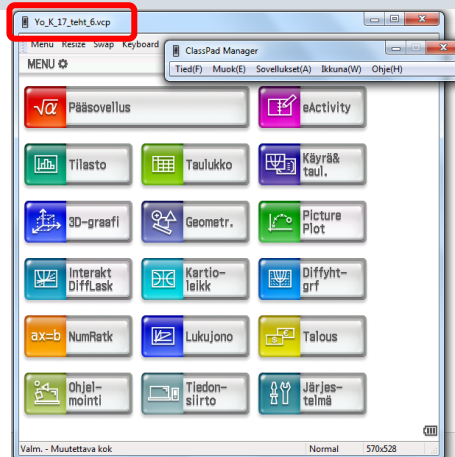 Yo_K_17_teht_6.vcp
Menu Resize Swap Keyboard
ClassPad Manager
Tied(F) Muok(E) Sovellukset(A) Ikkuna(W) Ohje(H)
MENU
√α Pääsovellus
eActivity
Tilasto
Taulukko
Käyrä&
taul.
3D-graafi
Geometr.
Picture
Plot
Interakt
DiffLask
Kartio-
leikk
Diffyht-
grf
ax=b NumRatk
Lukujono
Talous
Ohjel-
mointi
Tiedon-
siirto
Järjes-
telmä
Valm. - Muutettava kok
Normal
570x528